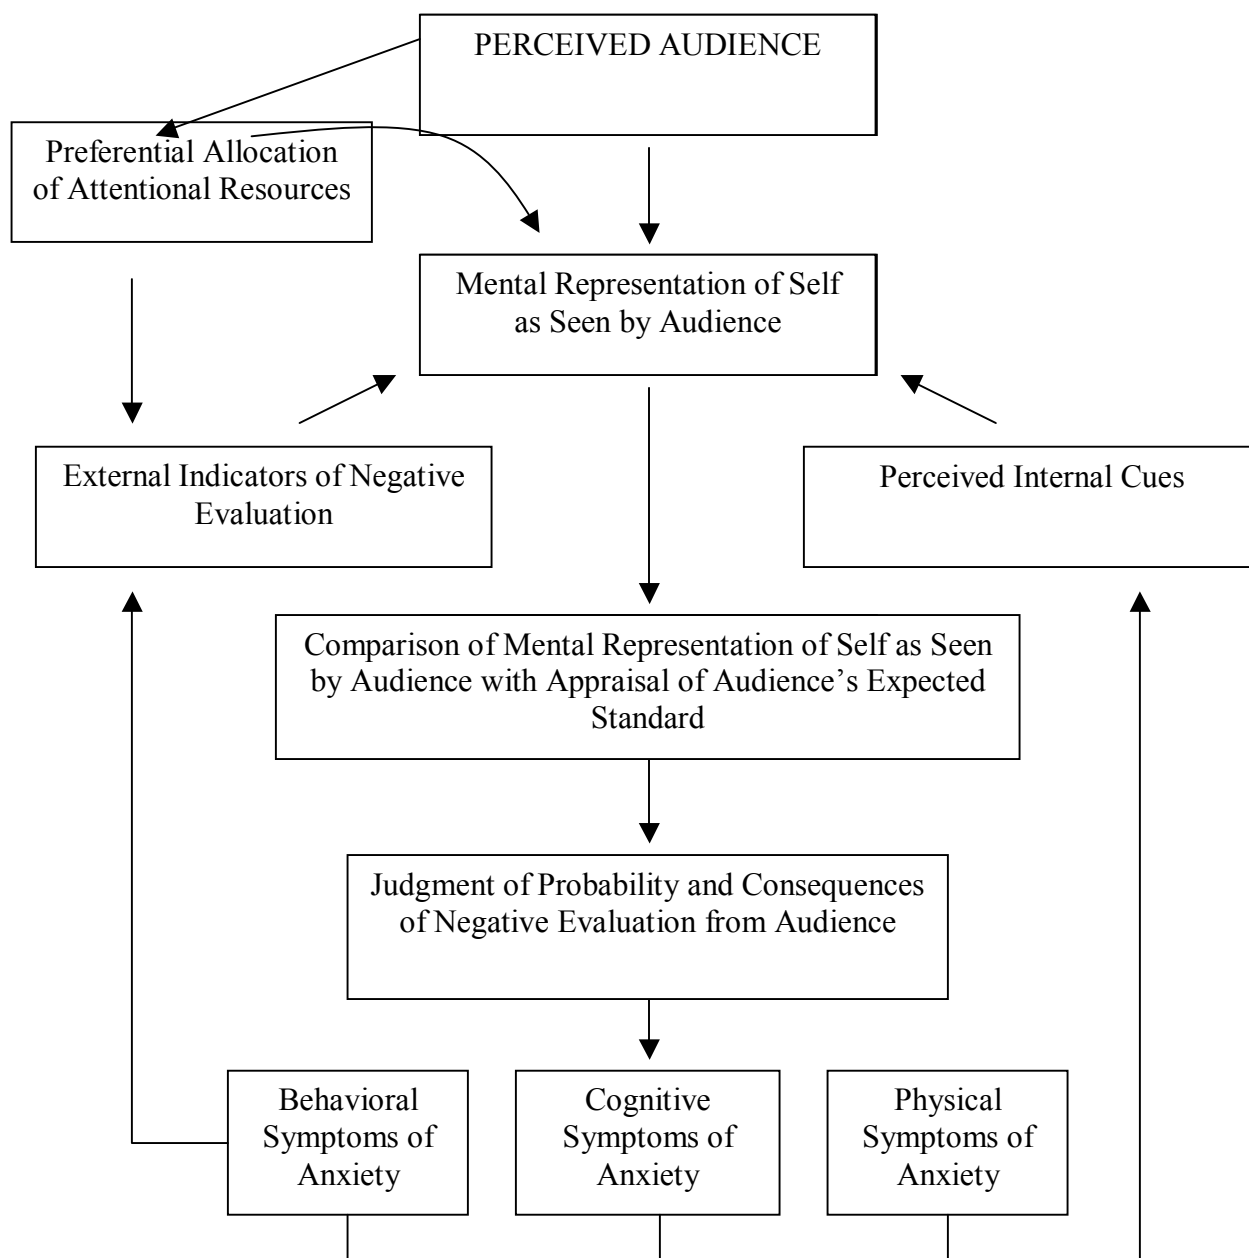 PERCEIVED AUDIENCE
Preferential Allocation
of Attentional Resources
Mental Representation of Self
as Seen by Audience
External Indicators of Negative
Evaluation
Perceived Internal Cues
Comparison of Mental Representation of Self as Seen
by Audience with Appraisal of Audience’s Expected
Standard
Judgment of Probability and Consequences
of Negative Evaluation from Audience
Behavioral
Symptoms of
Anxiety
Cognitive
Symptoms of
Anxiety
Physical
Symptoms of
Anxiety